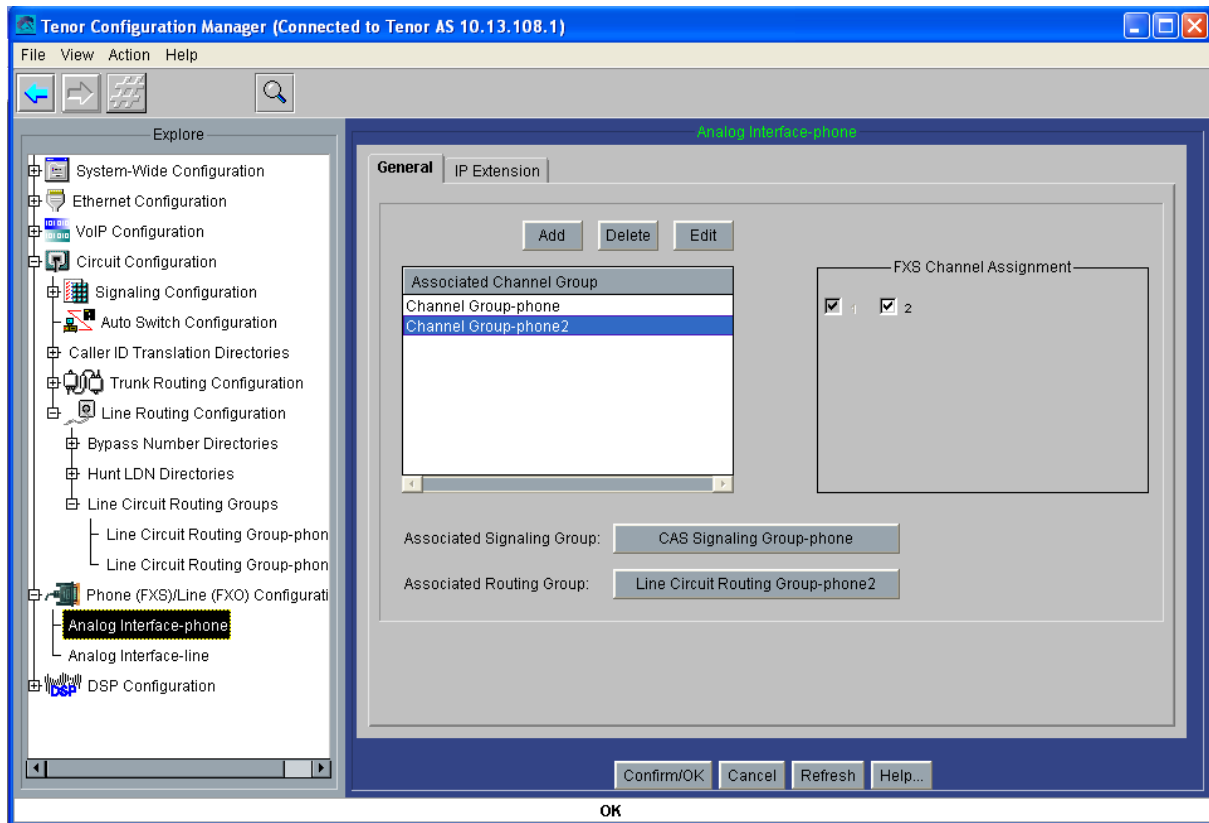 Tenor Configuration Manager (Connected to Tenor AS 10.13.108.1)
File View Action Help
Explore
System-Wide Configuration
Ethernet Configuration
VoIP Configuration
Circuit Configuration
Signaling Configuration
Auto Switch Configuration
Caller ID Translation Directories
Trunk Routing Configuration
Line Routing Configuration
Bypass Number Directories
Hunt LDN Directories
Line Circuit Routing Groups
Line Circuit Routing Group-phon
Line Circuit Routing Group-phon
Phone (FXS)/Line (FXO) Configurati
Analog Interface-phone
Analog Interface-line
DSP
DSP Configuration
Analog Interface-phone
General IP Extension
Add Delete Edit
Associated Channel Group
Channel Group-phone
Channel Group-phone2
FXS Channel Assignment
1 2
Associated Signaling Group: CAS Signaling Group-phone
Associated Routing Group: Line Circuit Routing Group-phone2
Confirm/OK Cancel Refresh Help...
OK